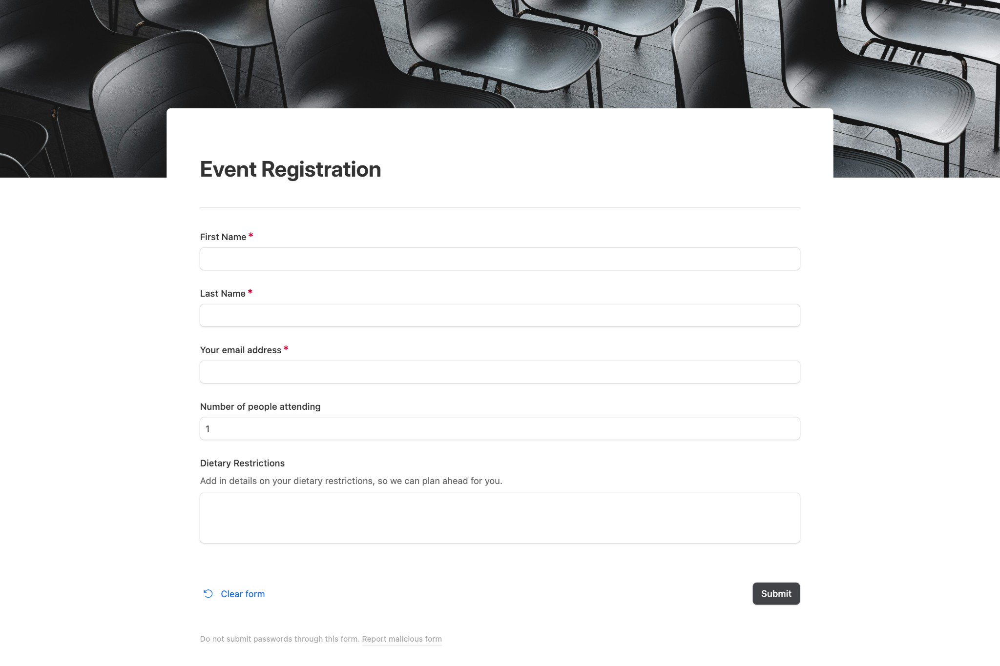 Event Registration
First Name *
Last Name *
Your email address *
Number of people attending
1
Dietary Restrictions
Add in details on your dietary restrictions, so we can plan ahead for you.
Clear form
Submit
Do not submit passwords through this form. Report malicious form